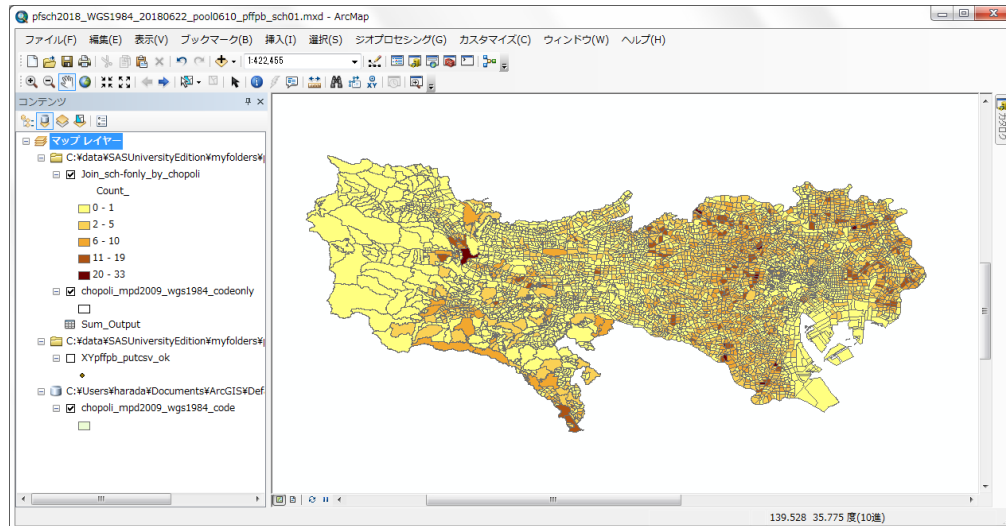 pfsch2018_WGS1984_20180622_pool0610_pffpb_sch01.mxd - ArcMap
ファイル(F) 編集(E) 表示(V) ブックマーク(B) 挿入(I) 選択(S) ジオプロセシング(G) カスタマイズ(C) ウィンドウ(W) ヘルプ(H)
1:422,455
コンテンツ
カタログ
マップ レイヤー
C:¥data¥SASUniversityEdition¥myfolders¥
Join_sch-fonly_by_chopoli
Count_
0 - 1
2 - 5
6 - 10
11 - 19
20 - 33
chopoli_mpd2009_wgs1984_codeonly
Sum_Output
C:¥data¥SASUniversityEdition¥myfolders¥
XYpffpb_putcsv_ok
C:¥Users¥harada¥Documents¥ArcGIS¥Def
chopoli_mpd2009_wgs1984_code
139.528 35.775 度(10進)